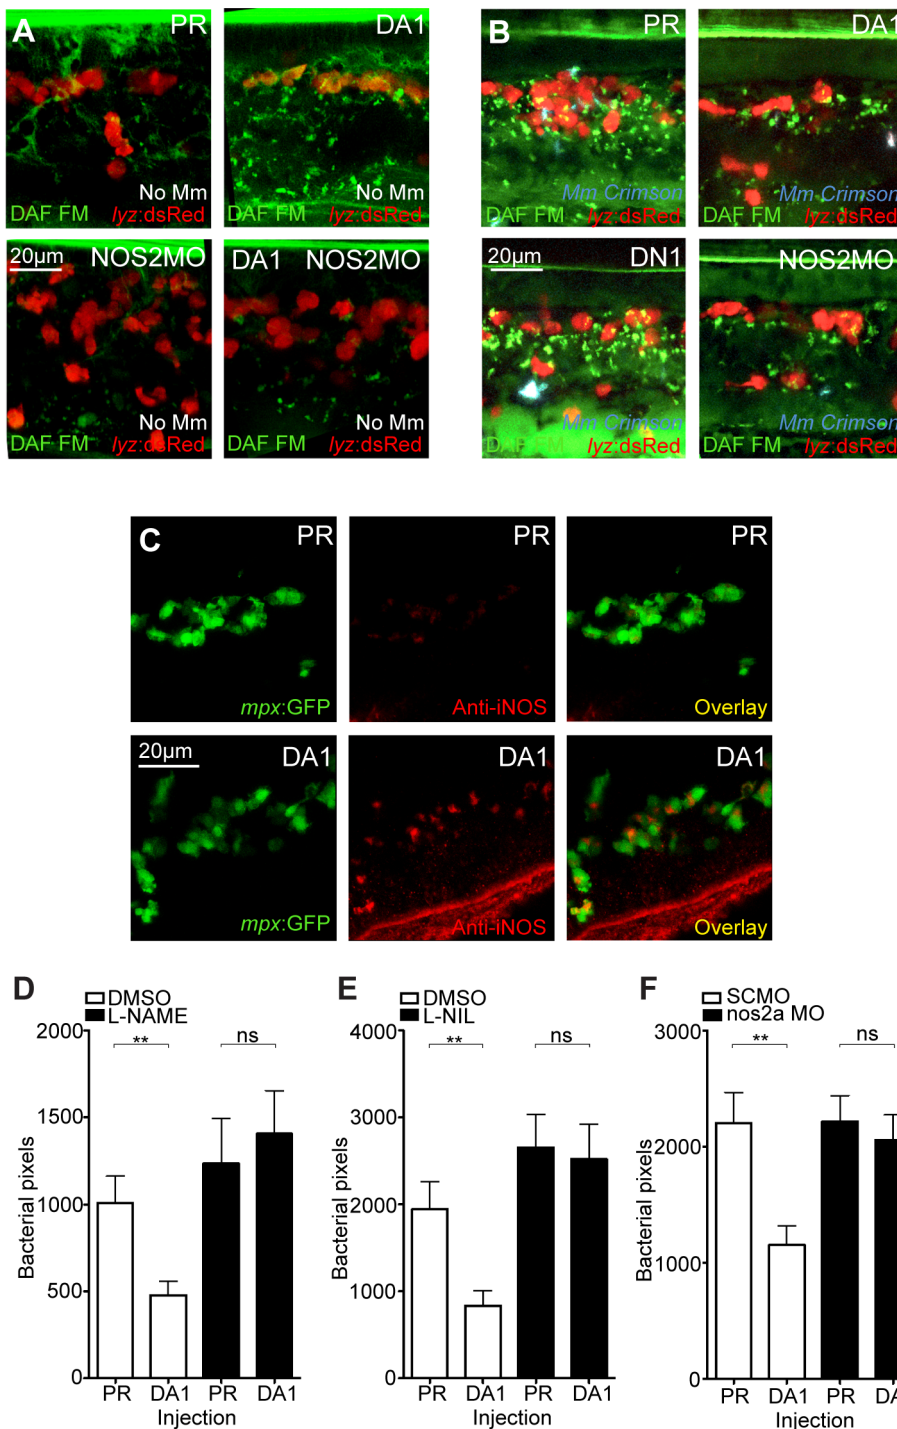 A
PR
No Mm
DAF FM
lyz:dsRed
DA1
No Mm
DAF FM lyz:dsRed
20µm
NOS2MO
No Mm
DAF FM
lyz:dsRed
DA1 NOS2MO
No Mm
DAF FM
lyz:dsRed
B
PR
Mm Crimson
DAF FM lyz:dsRed
DA1
Mm Crimson
DAF FM lyz:dsRed
20µm
DN1
Mm Crimson
DAF FM lyz:dsRed
NOS2MO
Mm Crimson
DAF FM lyz:dsRed
C
PR
mpx:GFP
PR
Anti-iNOS
PR
Overlay
20µm
DA1
mpx:GFP
DA1
Anti-iNOS
DA1
Overlay
D
DMSO
L-NAME
2000
1500
1000
500
0
Bacterial pixels
**
ns
PR DA1 PR DA1
Injection
E
DMSO
L-NIL
4000
3000
2000
1000
0
Bacterial pixels
**
ns
PR DA1 PR DA1
Injection
F
SCMO
nos2a MO
3000
2000
1000
0
Bacterial pixels
**
ns
PR DA1 PR DA
Injection